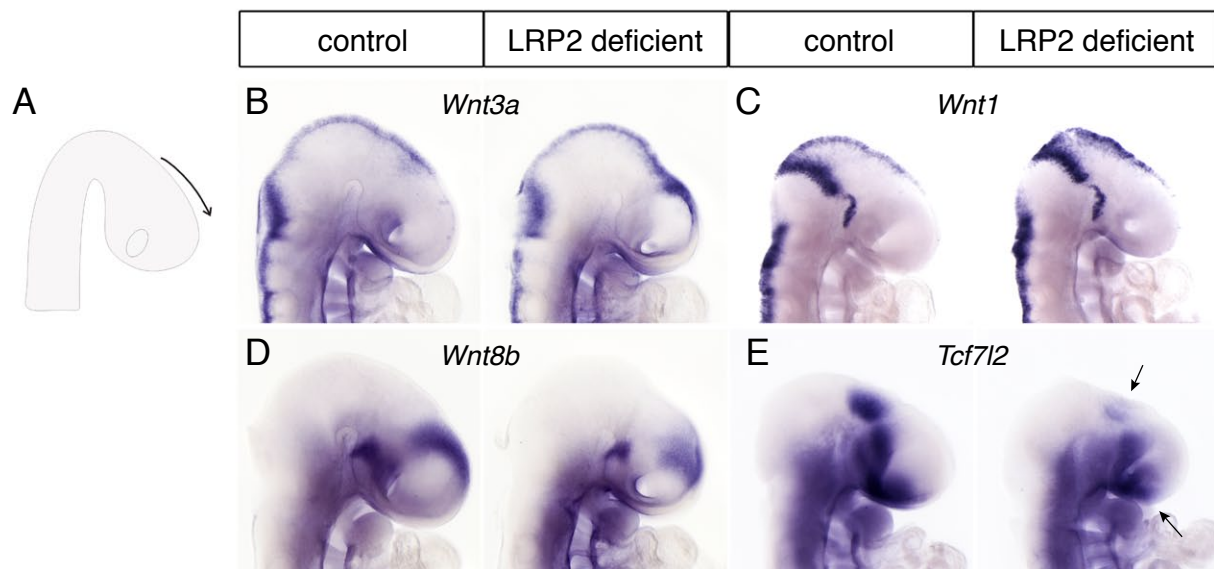 control LRP2 deficient control LRP2 deficient
A
B Wnt3a C Wnt1
D Wnt8b E Tcf7l2